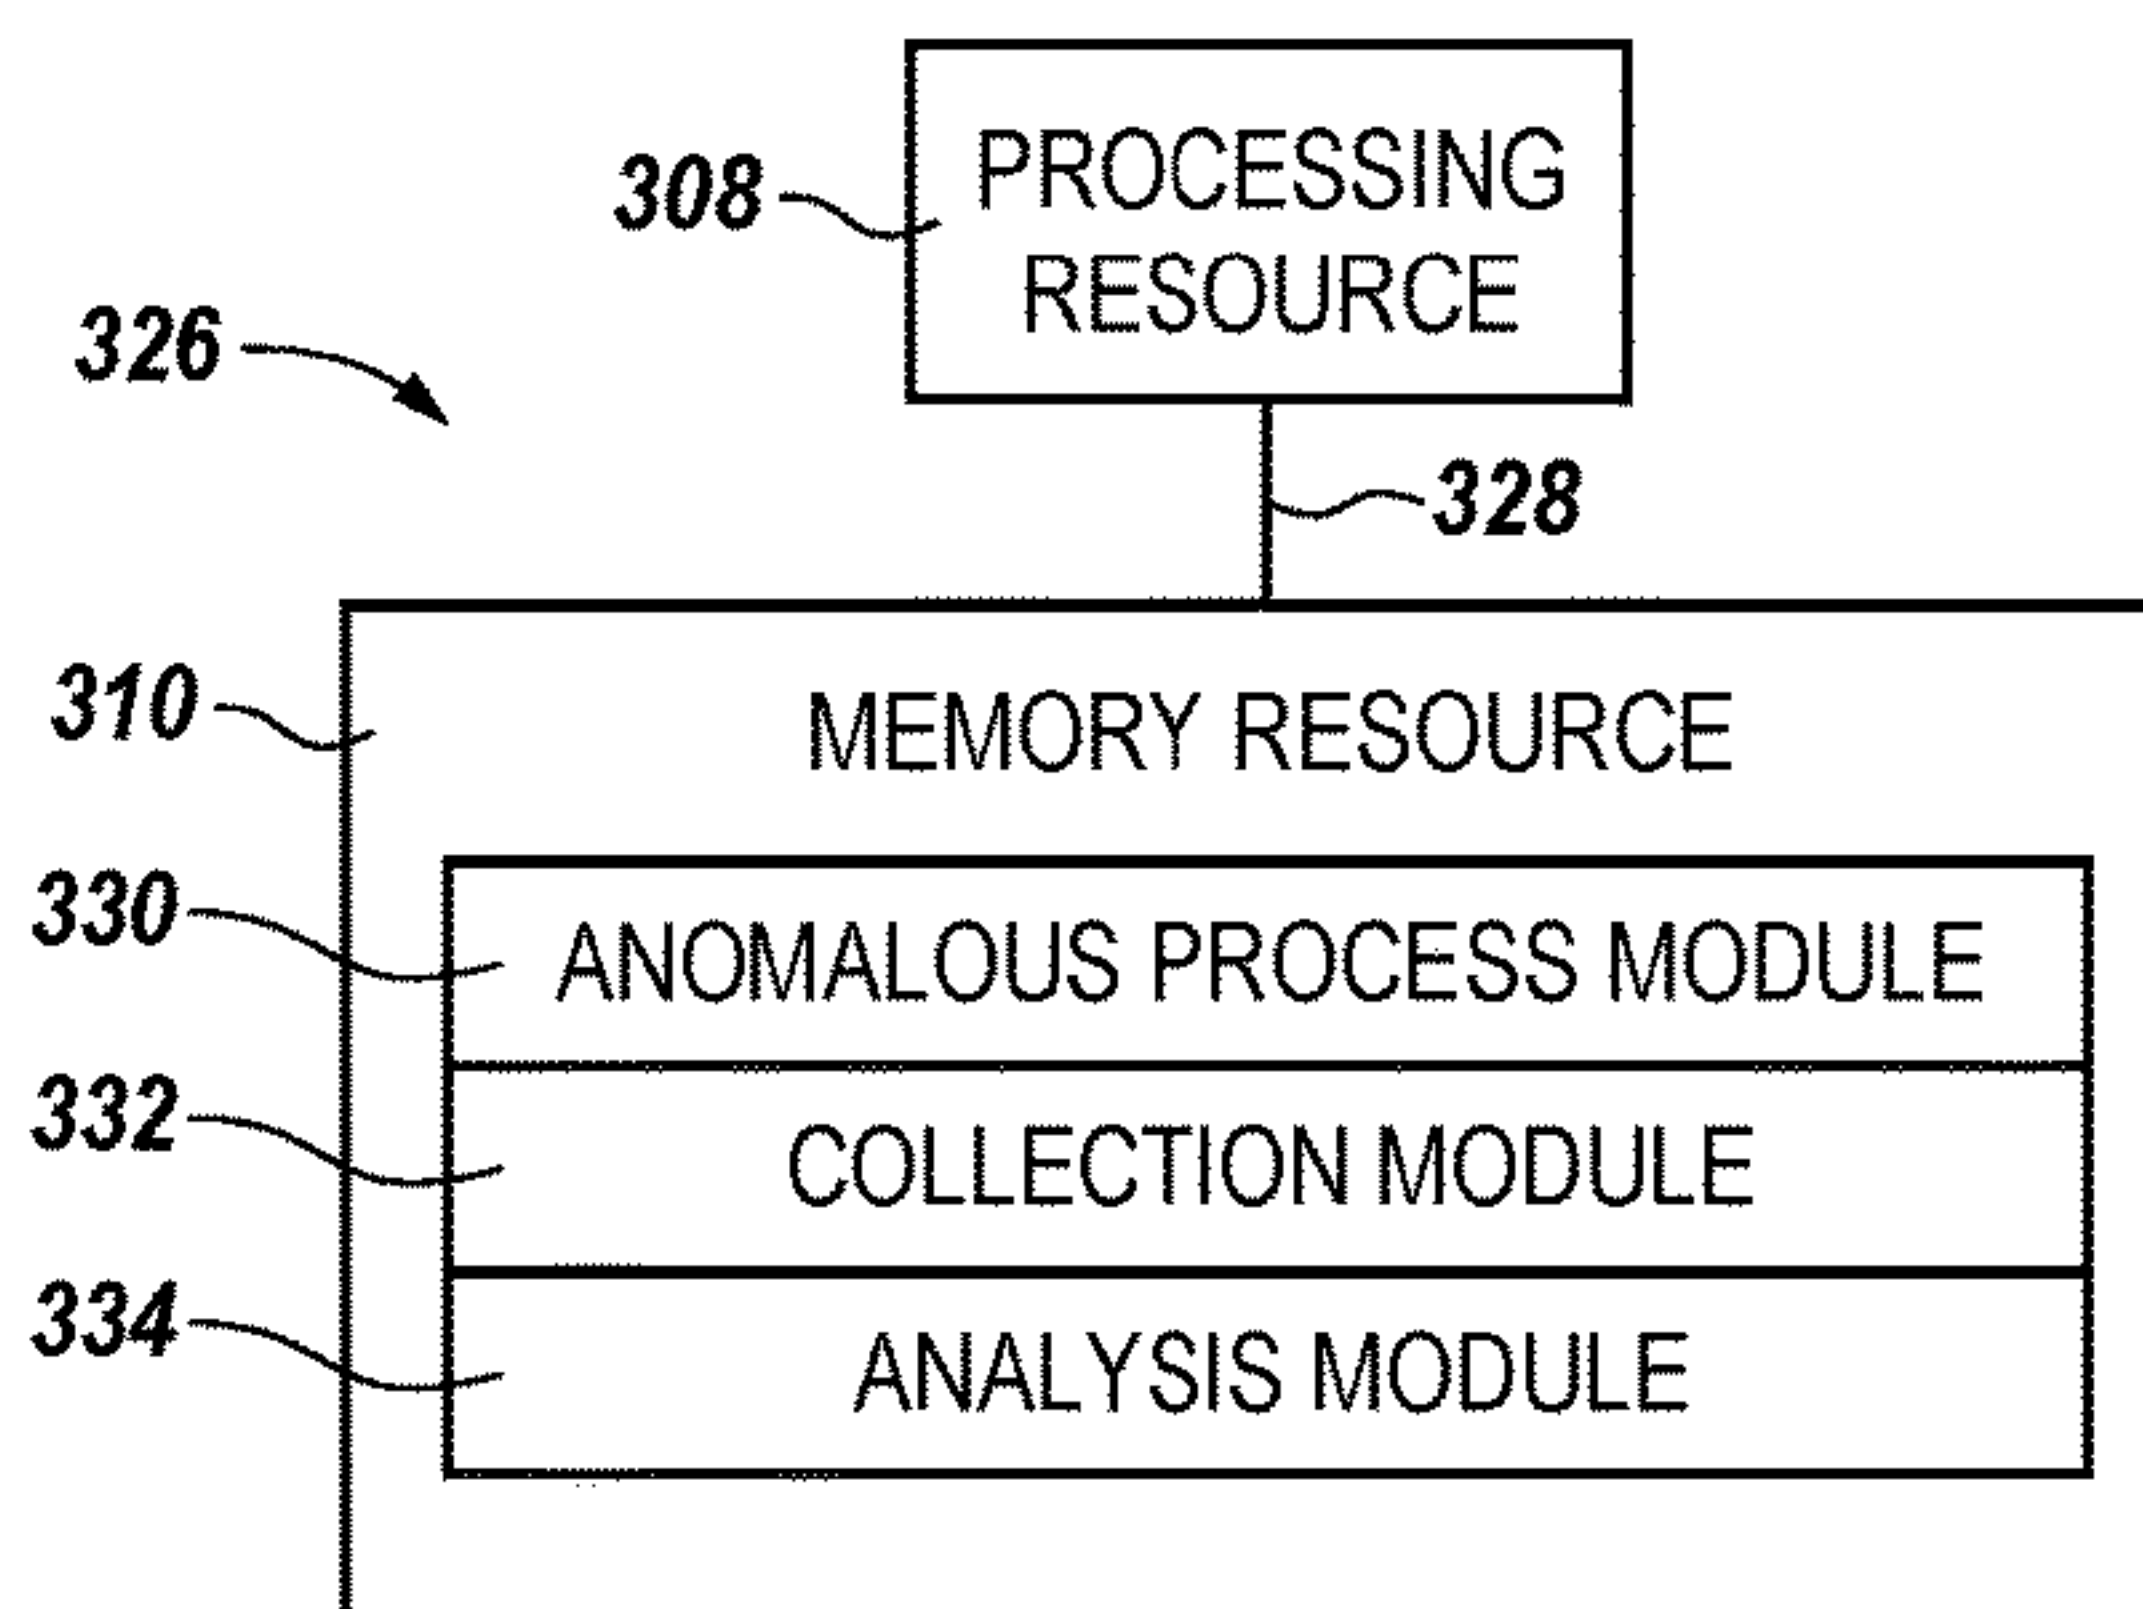 308
PROCESSING
RESOURCE
326
328
310
MEMORY RESOURCE
330
ANOMALOUS PROCESS MODULE
332
COLLECTION MODULE
334
ANALYSIS MODULE